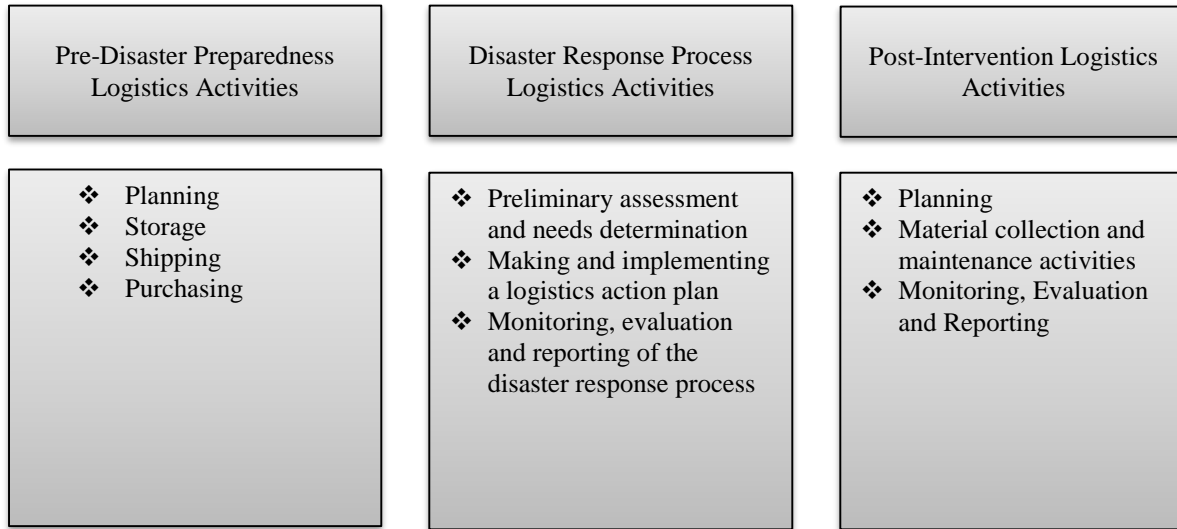 Pre-Disaster Preparedness
Logistics Activities
Disaster Response Process
Logistics Activities
Post-Intervention Logistics
Activities
❖ Planning
❖ Storage
❖ Shipping
❖ Purchasing
❖ Preliminary assessment
and needs determination
❖ Making and implementing
a logistics action plan
❖ Monitoring, evaluation
and reporting of the
disaster response process
❖ Planning
❖ Material collection and
maintenance activities
❖ Monitoring, Evaluation
and Reporting